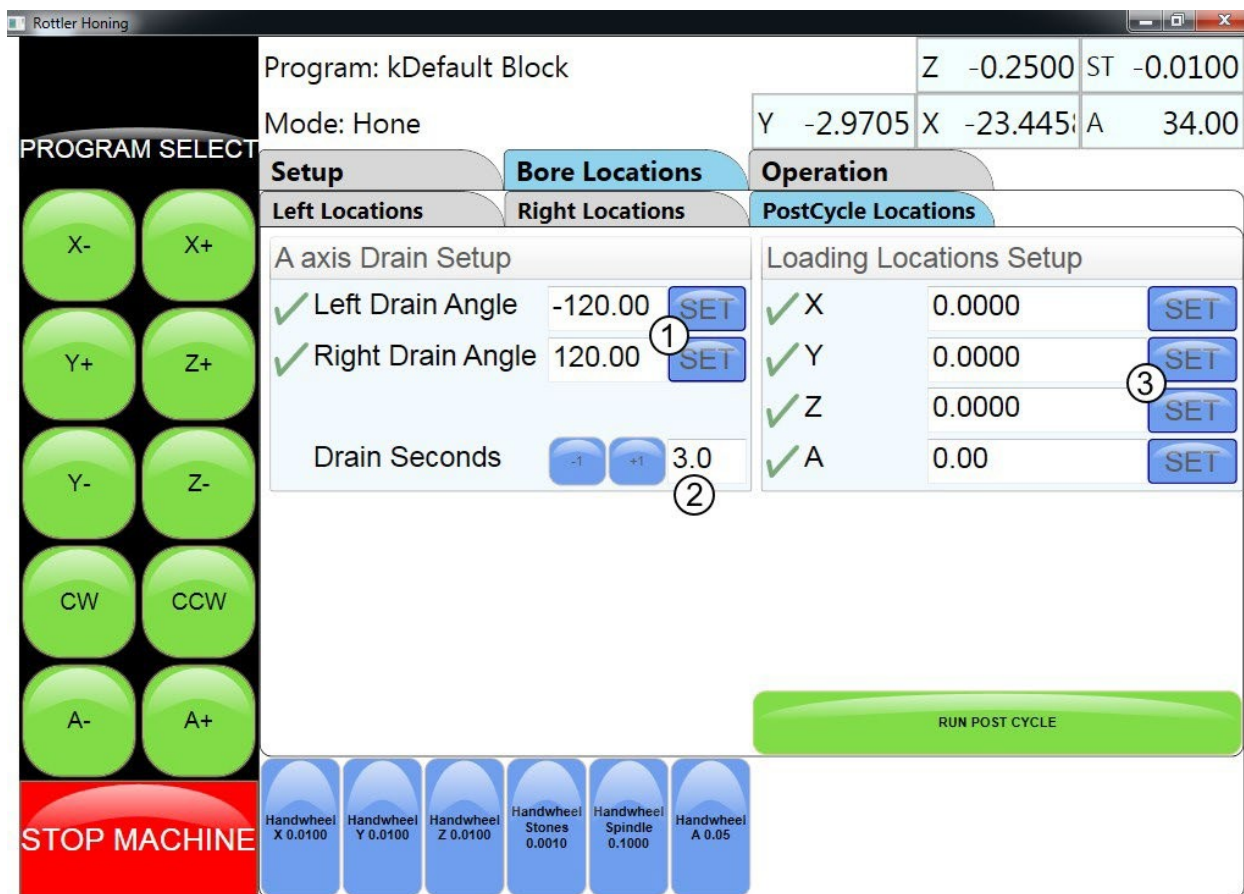 Rottler Honing
Program: kDefault Block
Z -0.2500 ST -0.0100
Mode: Hone
Y -2.9705 X -23.445 A 34.00
PROGRAM SELECT
Setup Bore Locations Operation
Left Locations Right Locations PostCycle Locations
X- X+
Y+ Z+
Y- Z-
CW CCW
A- A+
STOP MACHINE
A axis Drain Setup
Left Drain Angle -120.00 SET
1
Right Drain Angle 120.00 SET
Drain Seconds -1 +1 3.0
2
Loading Locations Setup
X 0.0000 SET
Y 0.0000 SET
3
Z 0.0000 SET
A 0.00 SET
RUN POST CYCLE
Handwheel
X 0.0100
Handwheel
Y 0.0100
Handwheel
Z 0.0100
Handwheel
Stones
0.0010
Handwheel
Spindle
0.1000
Handwheel
A 0.05